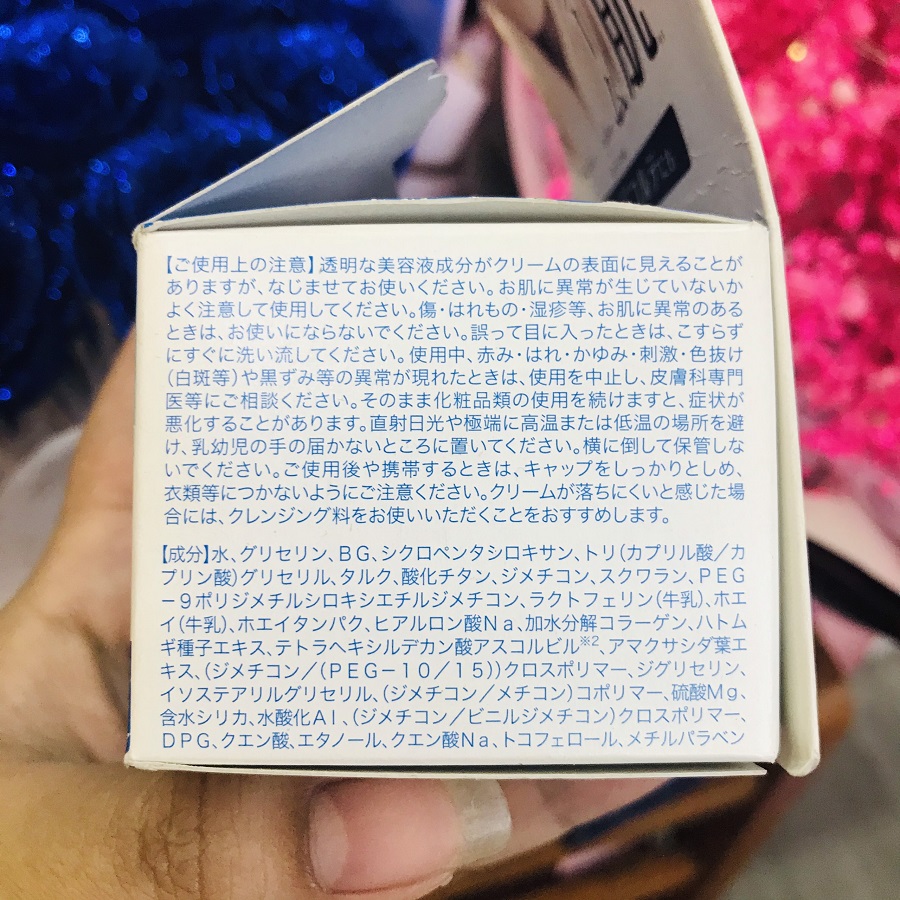 【ご使用上の注意】透明な美容液成分がクリームの表面に見えることが
ありますが、なじませてお使いください。お肌に異常が生じていないか
よく注意して使用してください。傷・はれもの・湿疹等、お肌に異常のある
ときは、お使いにならないでください。誤って目に入ったときは、こすらず
にすぐに洗い流してください。使用中、赤み・はれ・かゆみ・刺激・色抜け
（白斑等）や黒ずみ等の異常が現れたときは、使用を中止し、皮膚科専門
医等にご相談ください。そのまま化粧品類の使用を続けますと、症状が
悪化することがあります。直射日光や極端に高温または低温の場所を避
け、乳幼児の手の届かないところに置いてください。横に倒して保管しな
いでください。ご使用後や携帯するときは、キャップをしっかりとしめ、
衣類等につかないようにご注意ください。クリームが落ちにくいと感じた場
合には、クレンジング料をお使いいただくことをおすすめします。
【成分】水、グリセリン、BG、シクロペンタシロキサン、トリ（カプリル酸／カ
プリン酸）グリセリル、タルク、酸化チタン、ジメチコン、スクワラン、PEG
－9ポリジメチルシロキシエチルジメチコン、ラクトフェリン（牛乳）、ホエ
イ（牛乳）、ホエイタンパク、ヒアルロン酸Na、加水分解コラーゲン、ハトム
ギ種子エキス、テトラヘキシルデカン酸アスコルビル※2、アマクサシダ葉エ
キス、（ジメチコン／（PEG－10／15））クロスポリマー、ジグリセリン、
イソステアリルグリセリル、（ジメチコン／メチコン）コポリマー、硫酸Mg、
含水シリカ、水酸化Al、（ジメチコン／ビニルジメチコン）クロスポリマー、
DPG、クエン酸、エタノール、クエン酸Na、トコフェロール、メチルパラベン